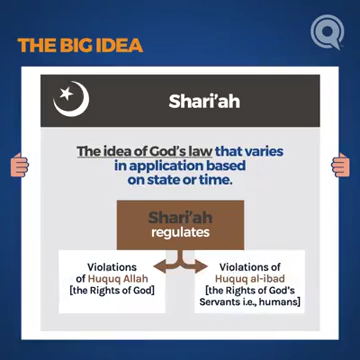 THE BIG IDEA
Shari'ah
The idea of God's law that varies
in application based
on state or time.
Shari'ah
regulates
Violations
of Huquq Allah
[the Rights of God]
Violations of
Huquq al-ibad
[the Rights of God's
Servants i.e., humans]